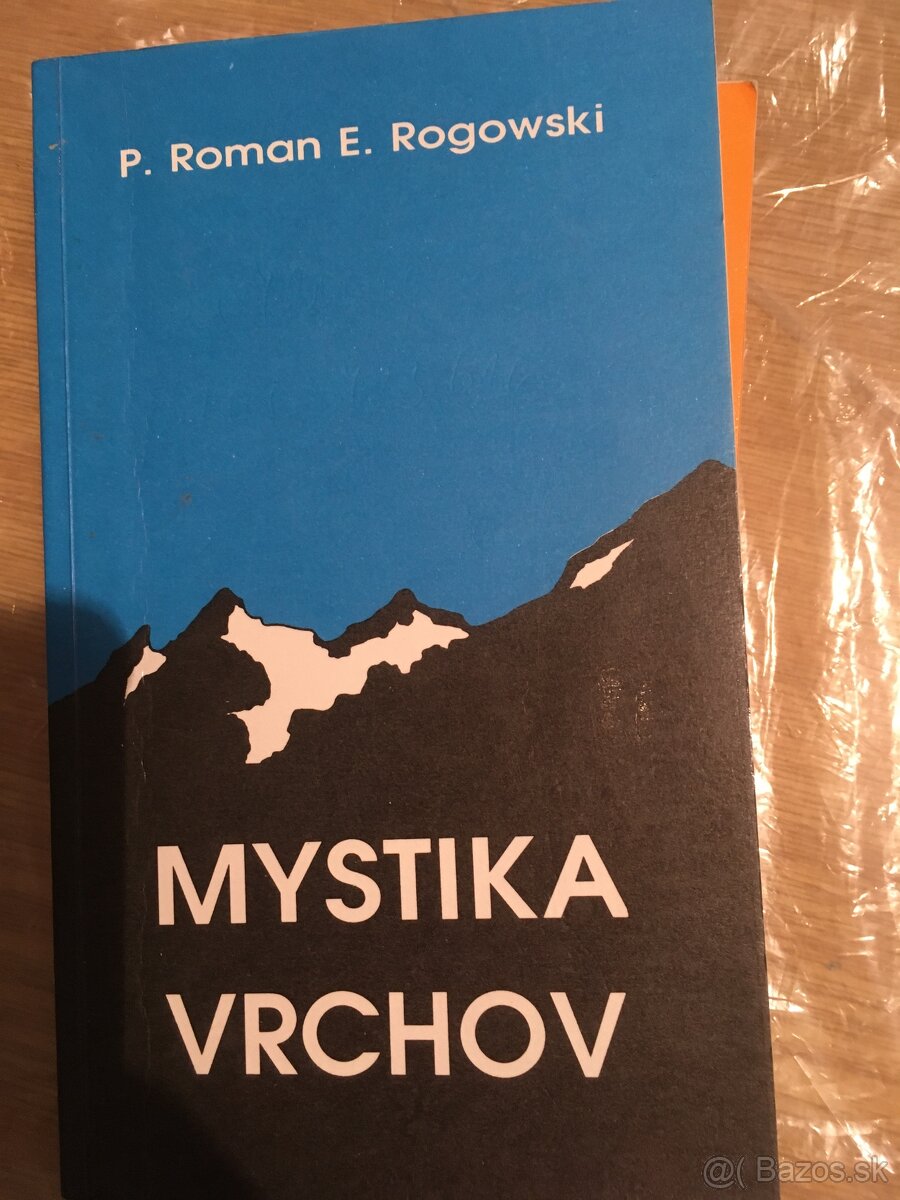 P. Roman E. Rogowski
MYSTIKA
VRCHOV
@( Bazos.sk